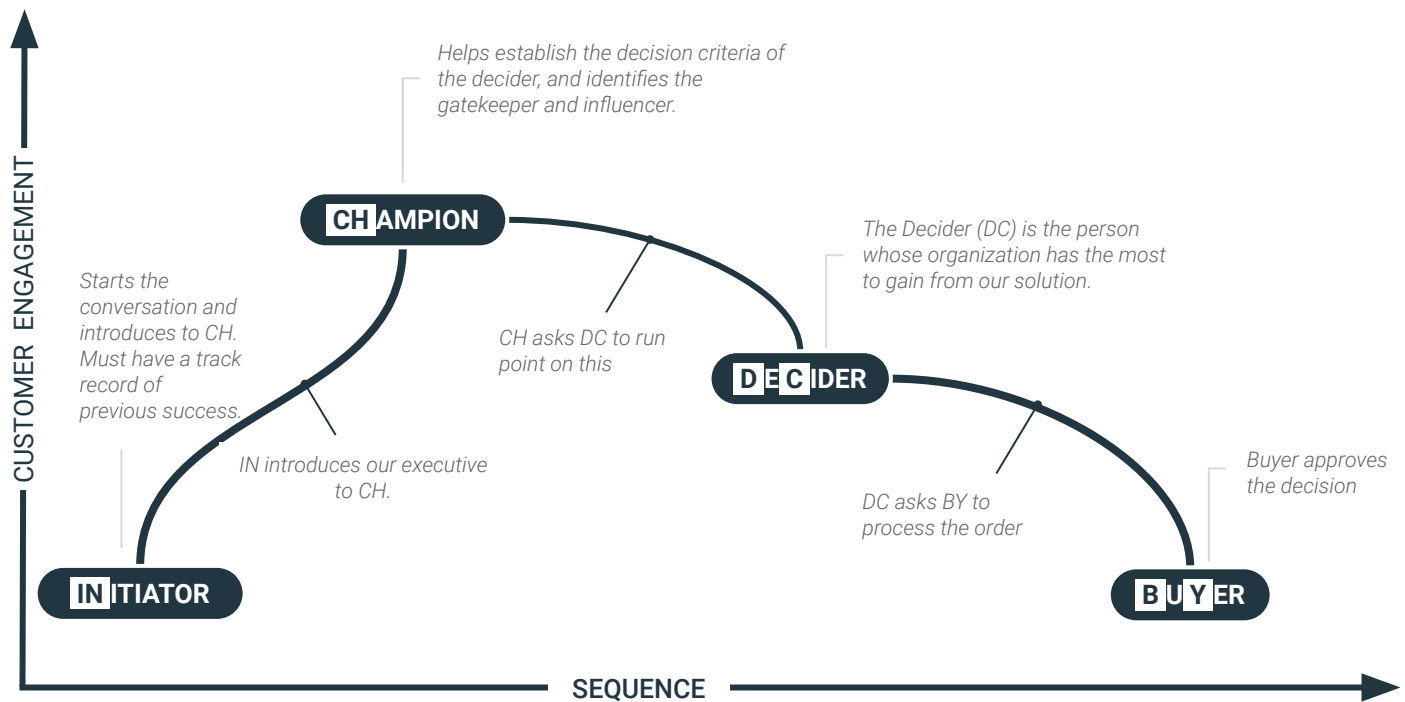 Helps establish the decision criteria of
the decider, and identifies the
gatekeeper and influencer.
CHAMPION
The Decider (DC) is the person
whose organization has the most
to gain from our solution.
Starts the
conversation and
introduces to CH.
Must have a track
record of
previous success.
CH asks DC to run
point on this
DECIDER
CUSTOMER ENGAGEMENT
IN introduces our executive
to CH.
DC asks BY to
process the order
Buyer approves
the decision
INITIATOR
BUYER
SEQUENCE